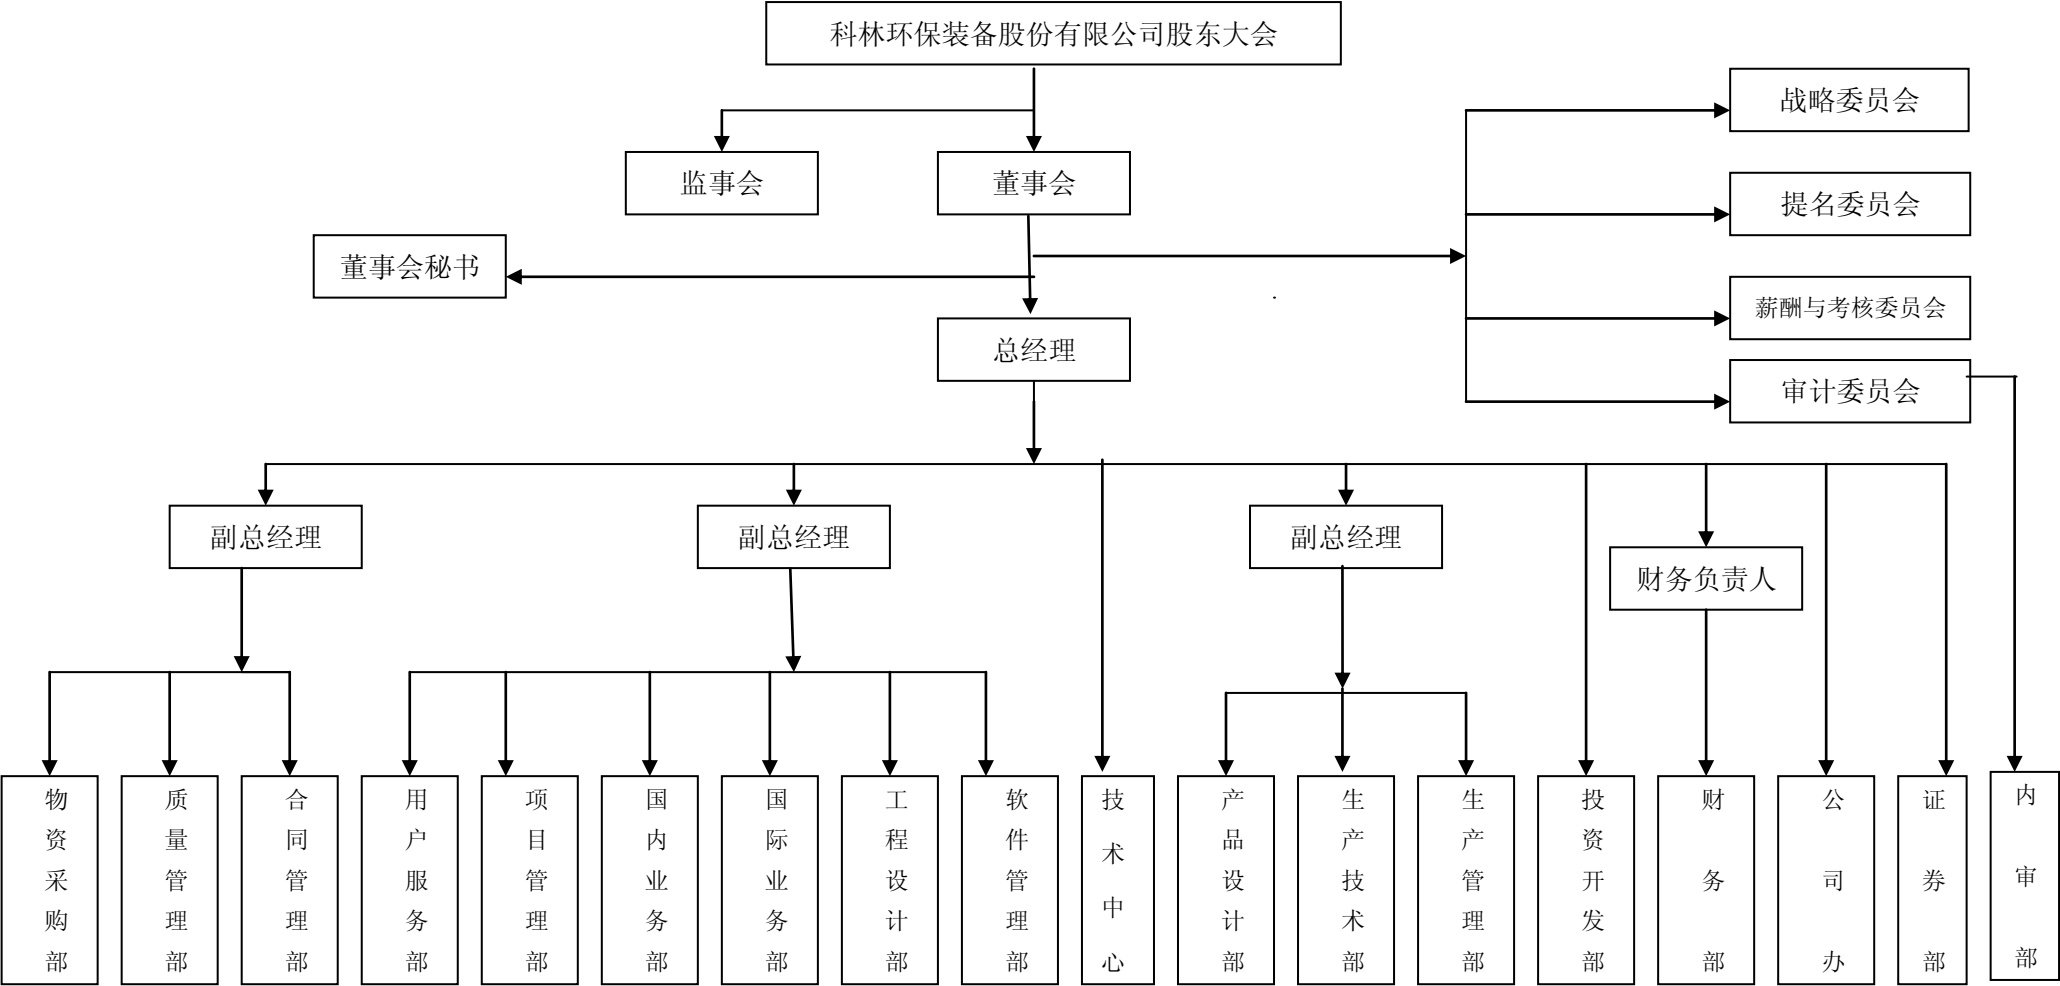 科林环保装备股份有限公司股东大会
战略委员会
监事会
董事会
提名委员会
董事会秘书
薪酬与考核委员会
总经理
审计委员会
副总经理
副总经理
副总经理
财务负责人
物资采购部
质量管理部
合同管理部
用户服务部
项目管理部
国内业务部
国际业务部
工程设计部
软件管理部
技术中心
产品设计部
生产技术部
生产管理部
投资开发部
财务部
公司办
证券部
内审部